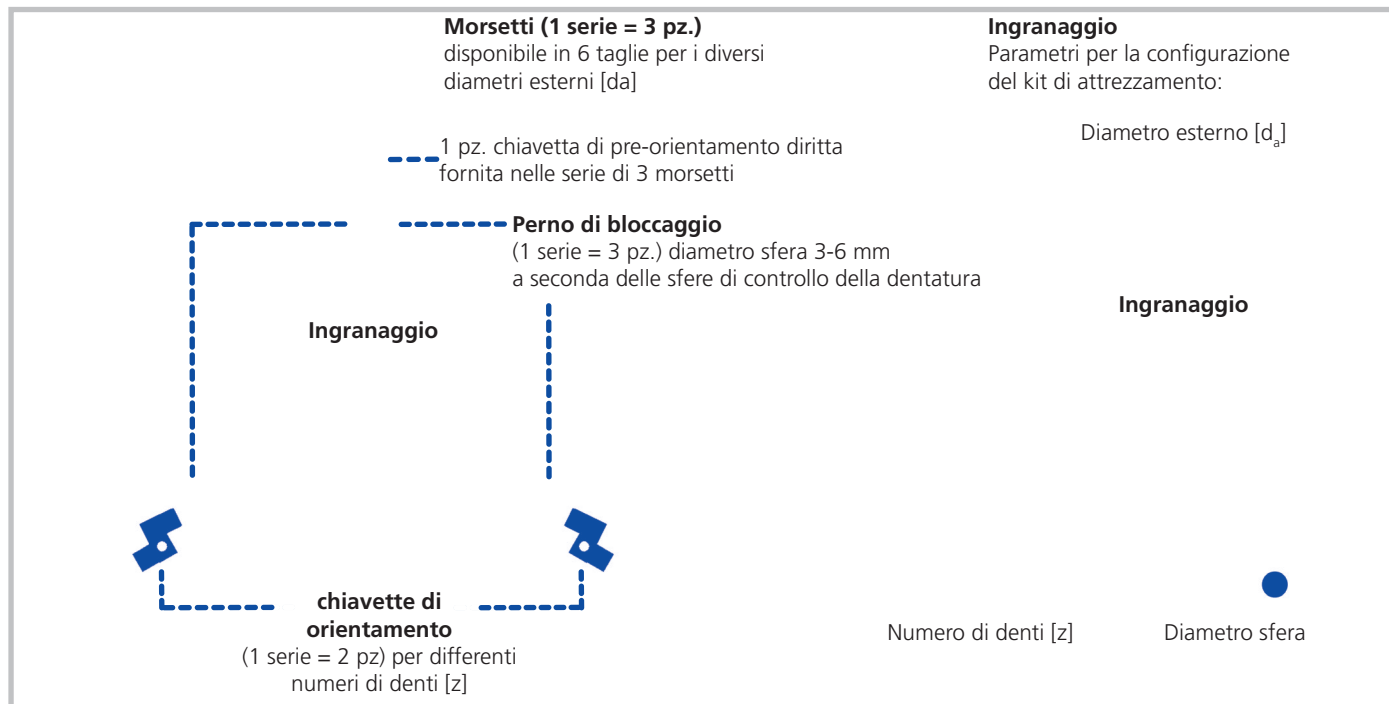 Morsetti (1 serie = 3 pz.)
disponibile in 6 taglie per i diversi
diametri esterni [da]
1 pz. chiavetta di pre-orientamento diritta
fornita nelle serie di 3 morsetti
Perno di bloccaggio
(1 serie = 3 pz.) diametro sfera 3-6 mm
a seconda delle sfere di controllo della dentatura
Ingranaggio
chiavette di
orientamento
(1 serie = 2 pz) per differenti
numeri di denti [z]
Ingranaggio
Parametri per la configurazione
del kit di attrezzamento:
Diametro esterno [dₐ]
Ingranaggio
Numero di denti [z]
Diametro sfera